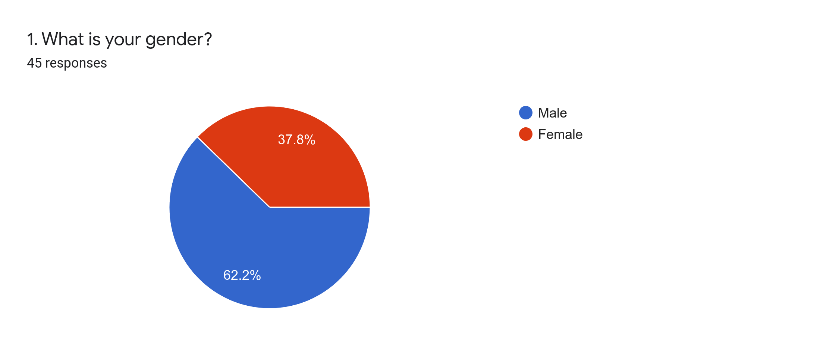 1. What is your gender?
45 responses
Male
Female
37.8%
62.2%